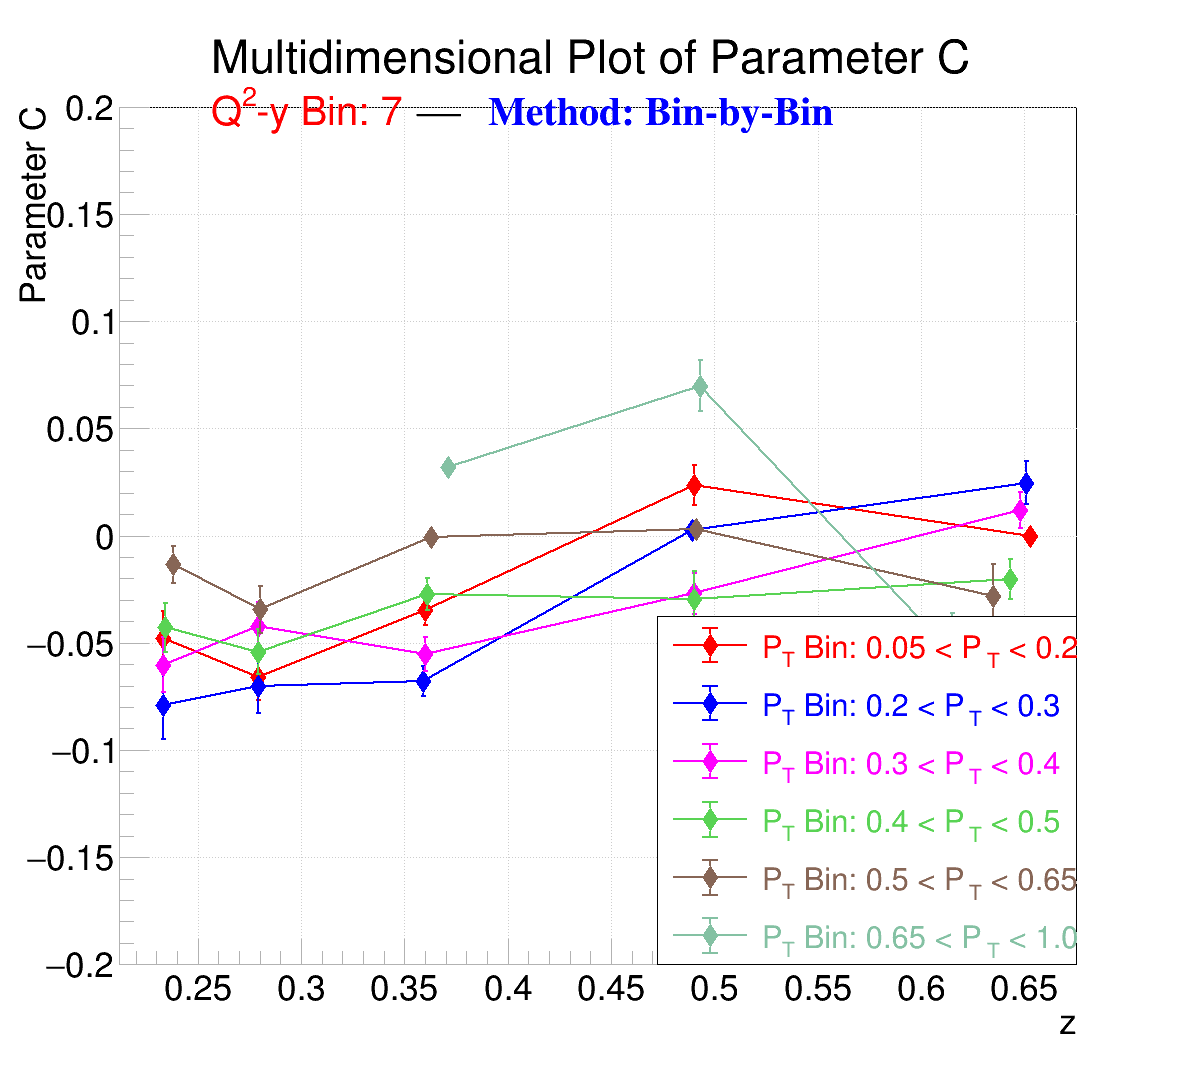 Multidimensional Plot of Parameter C
Q2-y Bin: 7 — Method: Bin-by-Bin
Parameter C
0.2
0.15
0.1
0.05
0
−0.05
−0.1
−0.15
−0.2
PT Bin: 0.05 < PT < 0.2
PT Bin: 0.2 < PT < 0.3
PT Bin: 0.3 < PT < 0.4
PT Bin: 0.4 < PT < 0.5
PT Bin: 0.5 < PT < 0.65
PT Bin: 0.65 < PT < 1.0
0.25 0.3 0.35 0.4 0.45 0.5 0.55 0.6 0.65
z